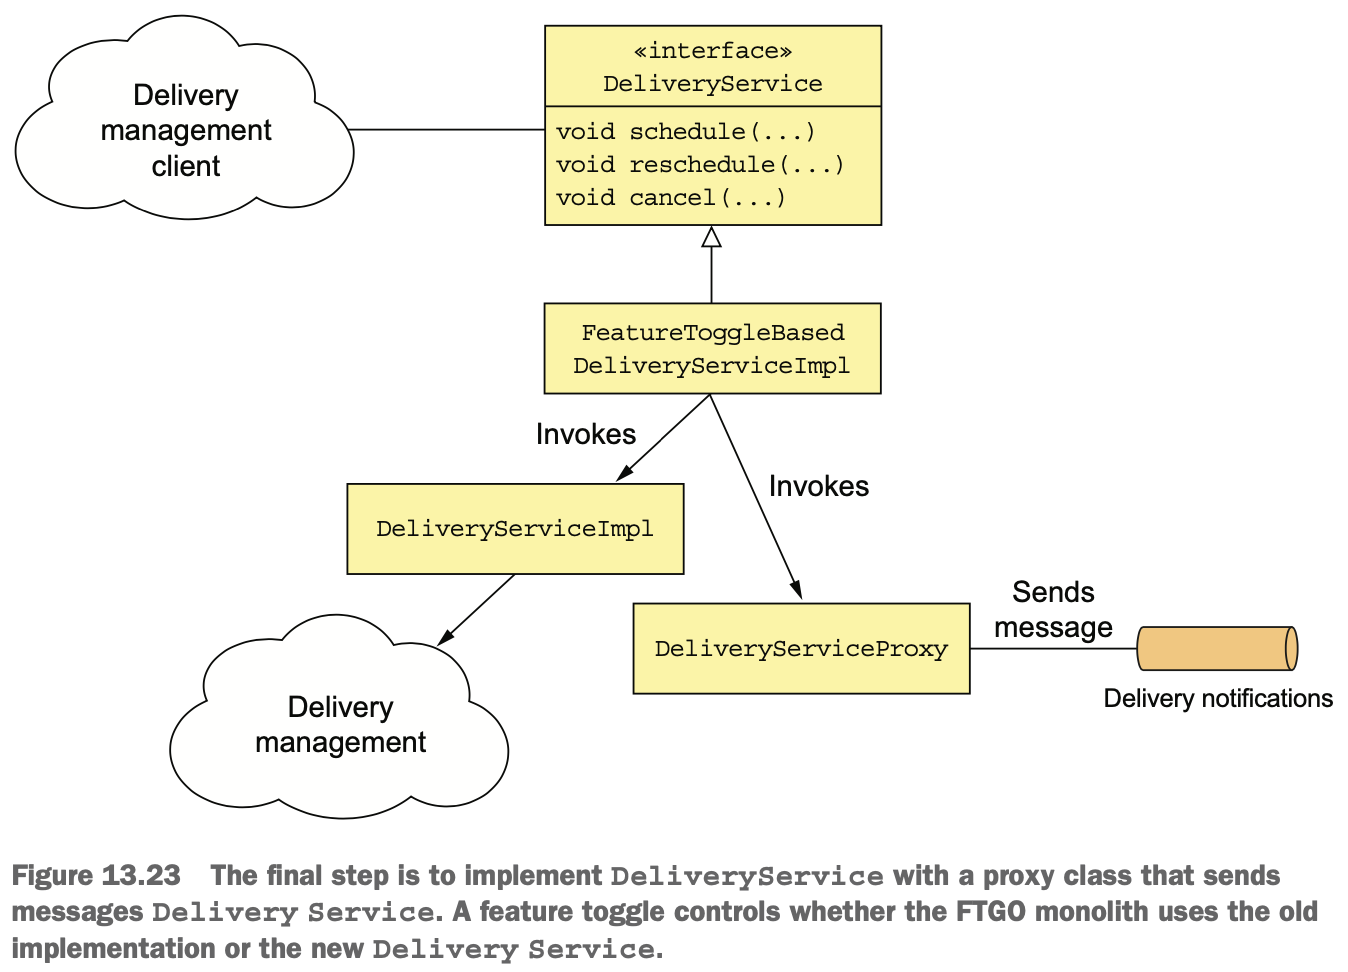 Delivery
management
client
«interface»
DeliveryService
void schedule(...)
void reschedule(...)
void cancel(...)
FeatureToggleBased
DeliveryServiceImpl
Invokes
Invokes
DeliveryServiceImpl
DeliveryServiceProxy
Sends
message
Delivery notifications
Delivery
management
Figure 13.23 The final step is to implement DeliveryService with a proxy class that sends
messages Delivery Service. A feature toggle controls whether the FTGO monolith uses the old
implementation or the new Delivery Service.